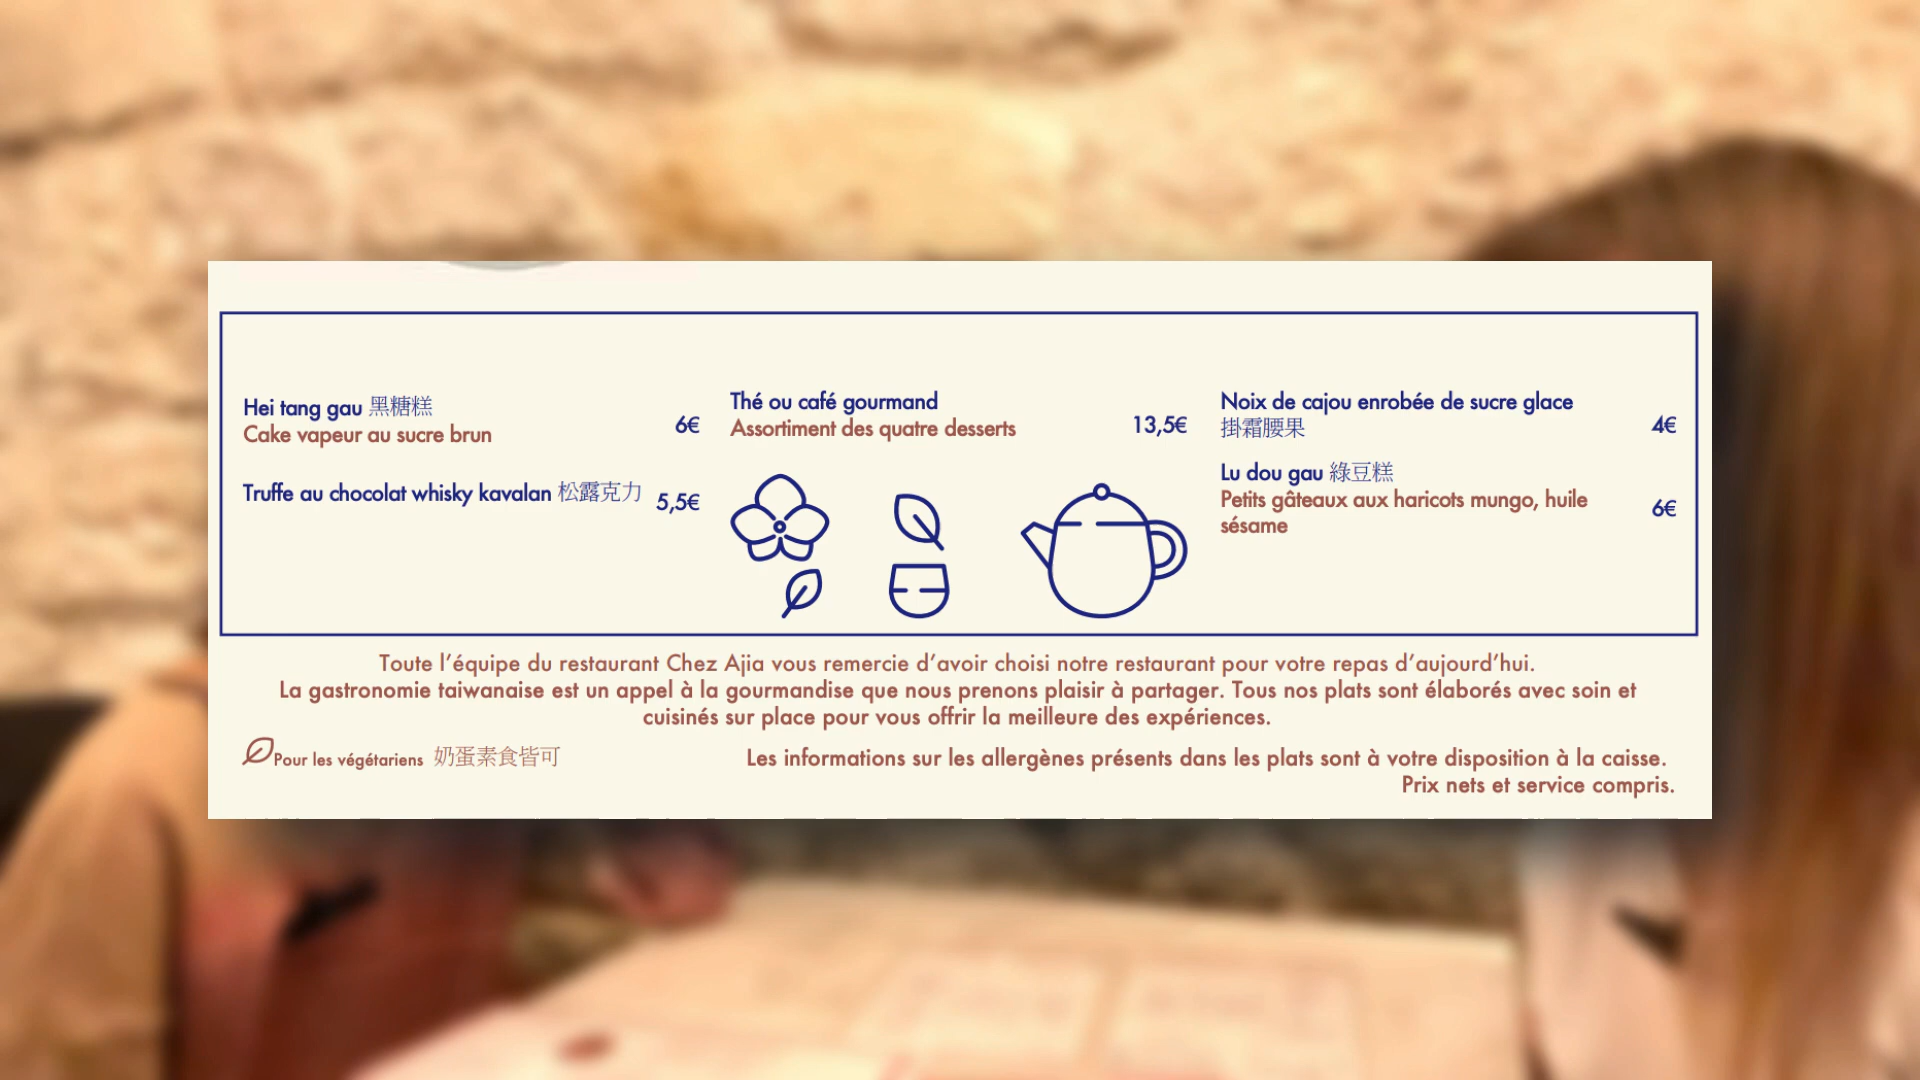 Hei tang gau 黑糖糕
Cake vapeur au sucre brun
6€
Truffe au chocolat whisky kavalan 松露克力
5,5€
Thé ou café gourmand
Assortiment des quatre desserts
13,5€
Noix de cajou enrobée de sucre glace
掛霜腰果
4€
Lu dou gau 綠豆糕
Petits gâteaux aux haricots mungo, huile
sésame
6€
Toute l’équipe du restaurant Chez Ajia vous remercie d’avoir choisi notre restaurant pour votre repas d’aujourd’hui.
La gastronomie taiwanaise est un appel à la gourmandise que nous prenons plaisir à partager. Tous nos plats sont élaborés avec soin et
cuisinés sur place pour vous offrir la meilleure des expériences.
Pour les végétariens 奶蛋素食皆可
Les informations sur les allergènes présents dans les plats sont à votre disposition à la caisse.
Prix nets et service compris.